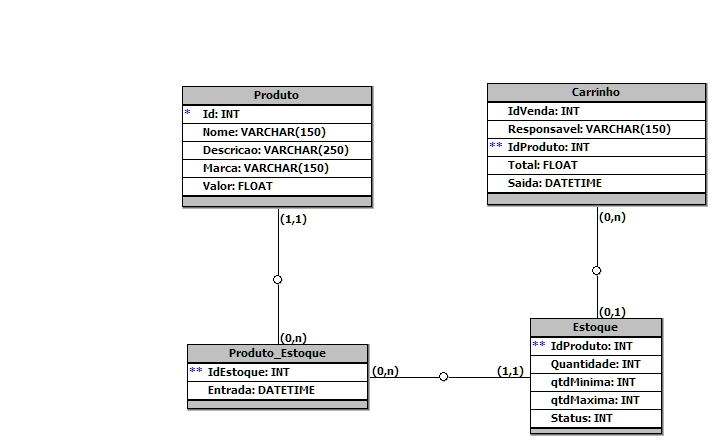 Produto
* Id: INT
Nome: VARCHAR(150)
Descricao: VARCHAR(250)
Marca: VARCHAR(150)
Valor: FLOAT
(1,1)
(0,n)
Carrinho
IdVenda: INT
Responsavel: VARCHAR(150)
** IdProduto: INT
Total: FLOAT
Saida: DATETIME
(0,n)
(0,1)
Produto_Estoque
** IdEstoque: INT
Entrada: DATETIME
(0,n)
(1,1)
Estoque
** IdProduto: INT
Quantidade: INT
qtdMinima: INT
qtdMaxima: INT
Status: INT